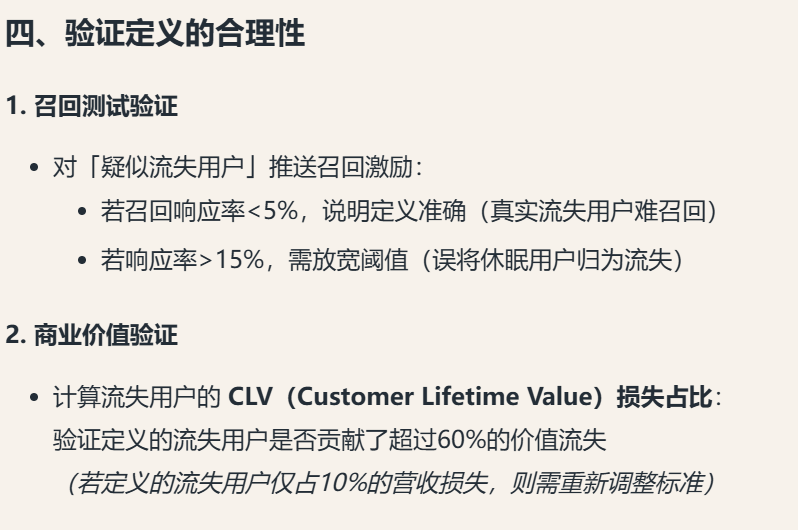 四、验证定义的合理性
1. 召回测试验证
• 对「疑似流失用户」推送召回激励：
• 若召回响应率<5%，说明定义准确（真实流失用户难召回）
• 若响应率>15%，需放宽阈值（误将休眠用户归为流失）
2. 商业价值验证
• 计算流失用户的 CLV（Customer Lifetime Value）损失占比：
验证定义的流失用户是否贡献了超过60%的价值流失
（若定义的流失用户仅占10%的营收损失，则需重新调整标准）